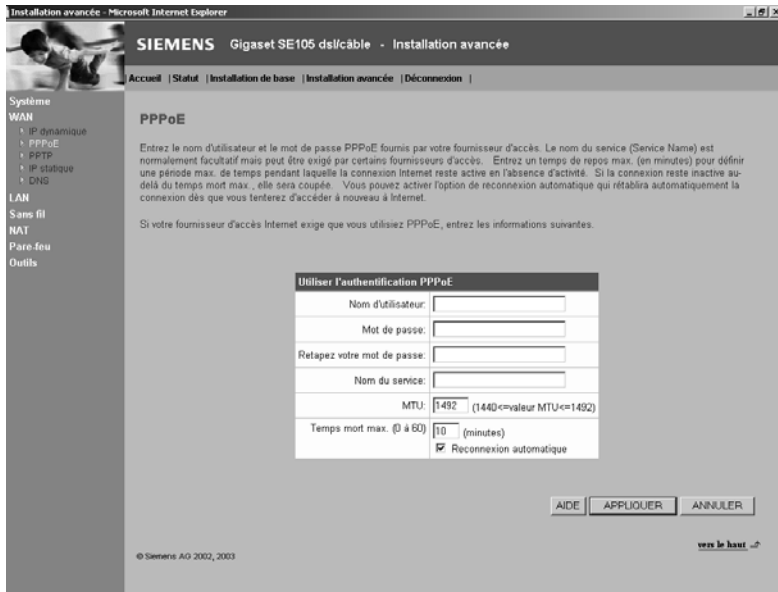 Installation avancée - Microsoft Internet Explorer
SIEMENS Gigaset SE105 dsl/câble - Installation avancée
Accueil | Statut | Installation de base | Installation avancée | Déconnexion |
Système
WAN
IP dynamique
PPPoE
PPTP
IP statique
DNS
LAN
Sans fil
NAT
Pare-feu
Outils
PPPoE
Entrez le nom d'utilisateur et le mot de passe PPPoE fournis par votre fournisseur d'accès. Le nom du service (Service Name) est
normalement facultatif mais peut être exigé par certains fournisseurs d'accès. Entrez un temps de repos max. (en minutes) pour définir
une période max. de temps pendant laquelle la connexion Internet reste active en l'absence d'activité. Si la connexion reste inactive au-
delà du temps mort max., elle sera coupée. Vous pouvez activer l'option de reconnexion automatique qui rétablira automatiquement la
connexion dès que vous tenterez d'accéder à nouveau à Internet.
Si votre fournisseur d'accès Internet exige que vous utilisiez PPPoE, entrez les informations suivantes.
Utiliser l'authentification PPPoE
Nom d'utilisateur:
Mot de passe:
Retapez votre mot de passe:
Nom du service:
MTU: 1492 (1440<=valeur MTU<=1492)
Temps mort max. (0 à 60) 10 (minutes)
Reconnexion automatique
AIDE APPLIQUER ANNULER
vers le haut
© Siemens AG 2002, 2003